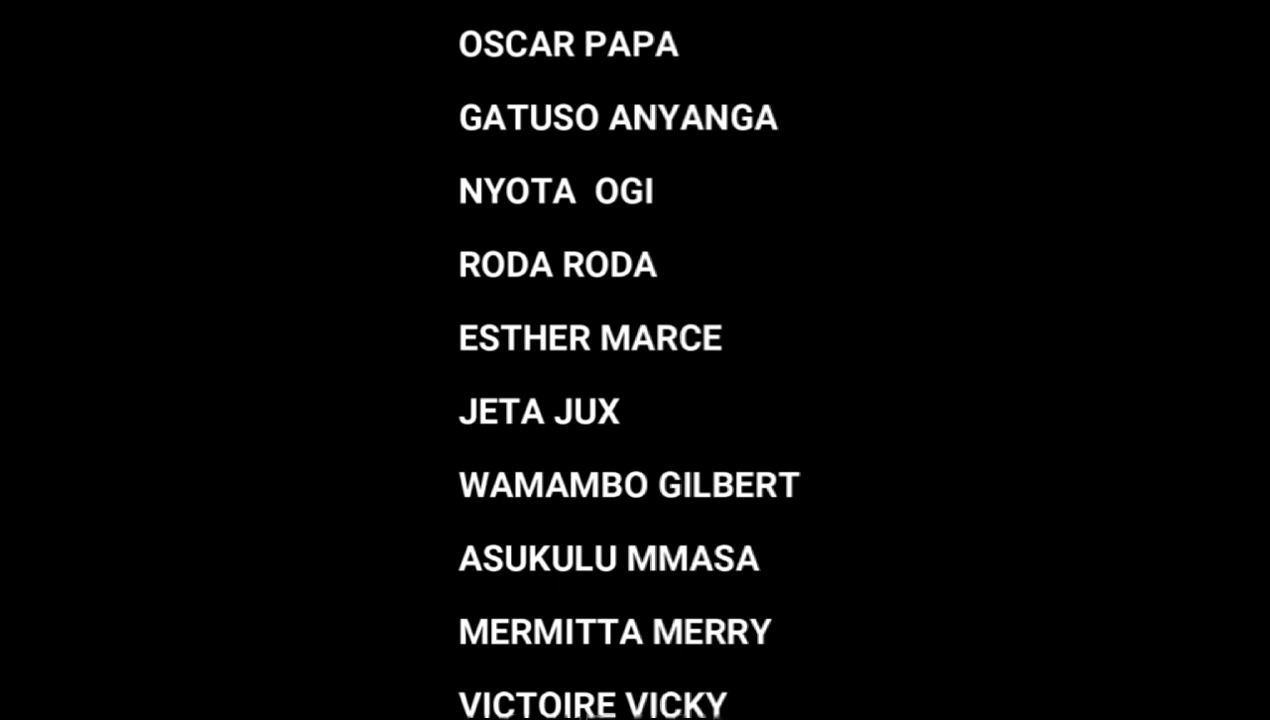 OSCAR PAPA
GATUSO ANYANGA
NYOTA  OGI
RODA RODA
ESTHER MARCE
JETA JUX
WAMAMBO GILBERT
ASUKULU MMASA
MERMITTA MERRY
VICTOIRE VICKY